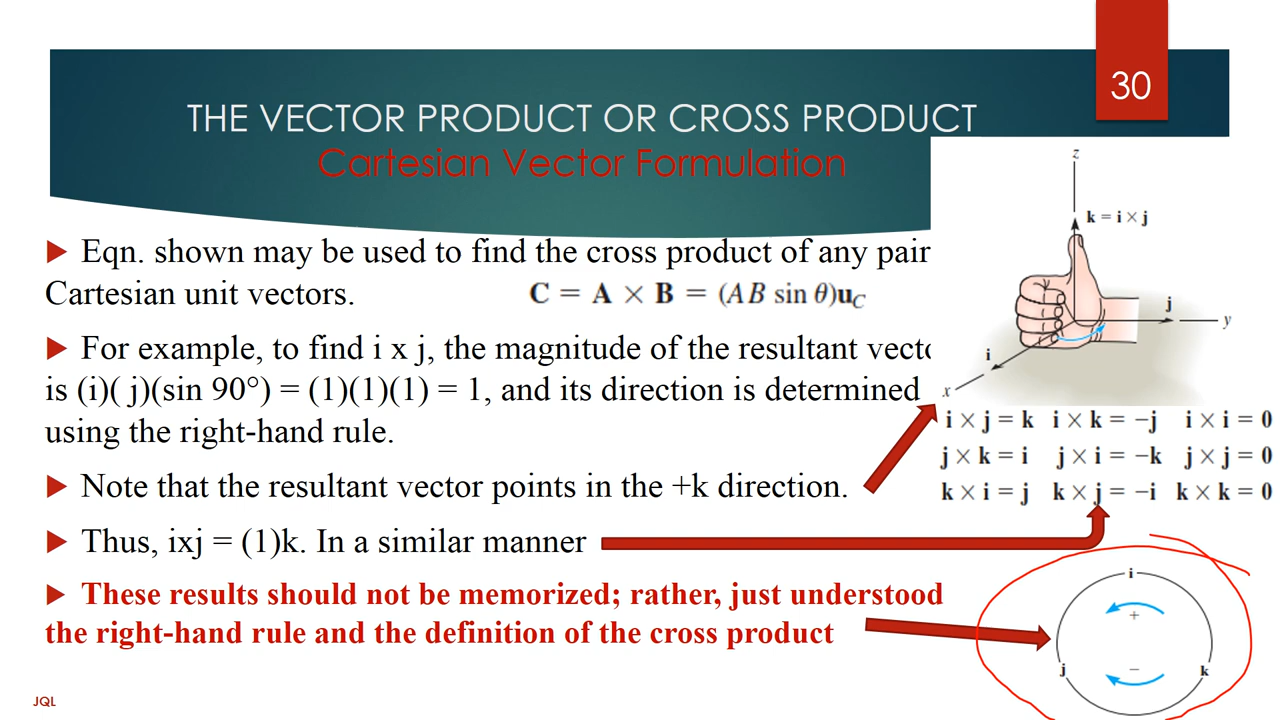 30
THE VECTOR PRODUCT OR CROSS PRODUCT
Cartesian Vector Formulation
Eqn. shown may be used to find the cross product of any pair
Cartesian unit vectors.
C = A × B = (AB sin θ)u_C
For example, to find i x j, the magnitude of the resultant vecto
is (i)( j)(sin 90°) = (1)(1)(1) = 1, and its direction is determined
using the right-hand rule.
Note that the resultant vector points in the +k direction.
Thus, ixj = (1)k. In a similar manner
These results should not be memorized; rather, just understood
the right-hand rule and the definition of the cross product
z
k = i × j
j
y
i
x
i × j = k i × k = −j i × i = 0
j × k = i j × i = −k j × j = 0
k × i = j k × j = −i k × k = 0
i
+
−
j k
JQL